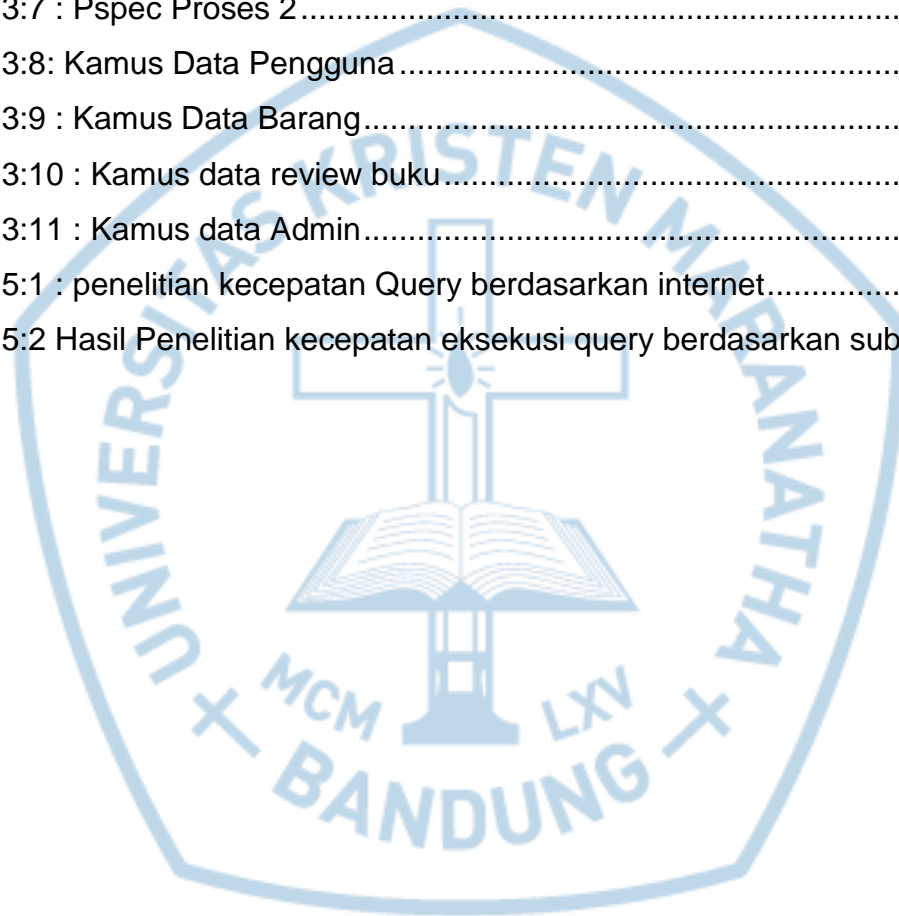 3:7 : Pspec Proses 2.......................................................................
3:8: Kamus Data Pengguna............................................................
3:9 : Kamus Data Barang................................................................
3:10 : Kamus data review buku.......................................................
3:11 : Kamus data Admin................................................................
5:1 : penelitian kecepatan Query berdasarkan internet...............
5:2 Hasil Penelitian kecepatan eksekusi query berdasarkan sub
UNIVERSITAS KRISTEN MARANATHA
MCM LXV
BANDUNG